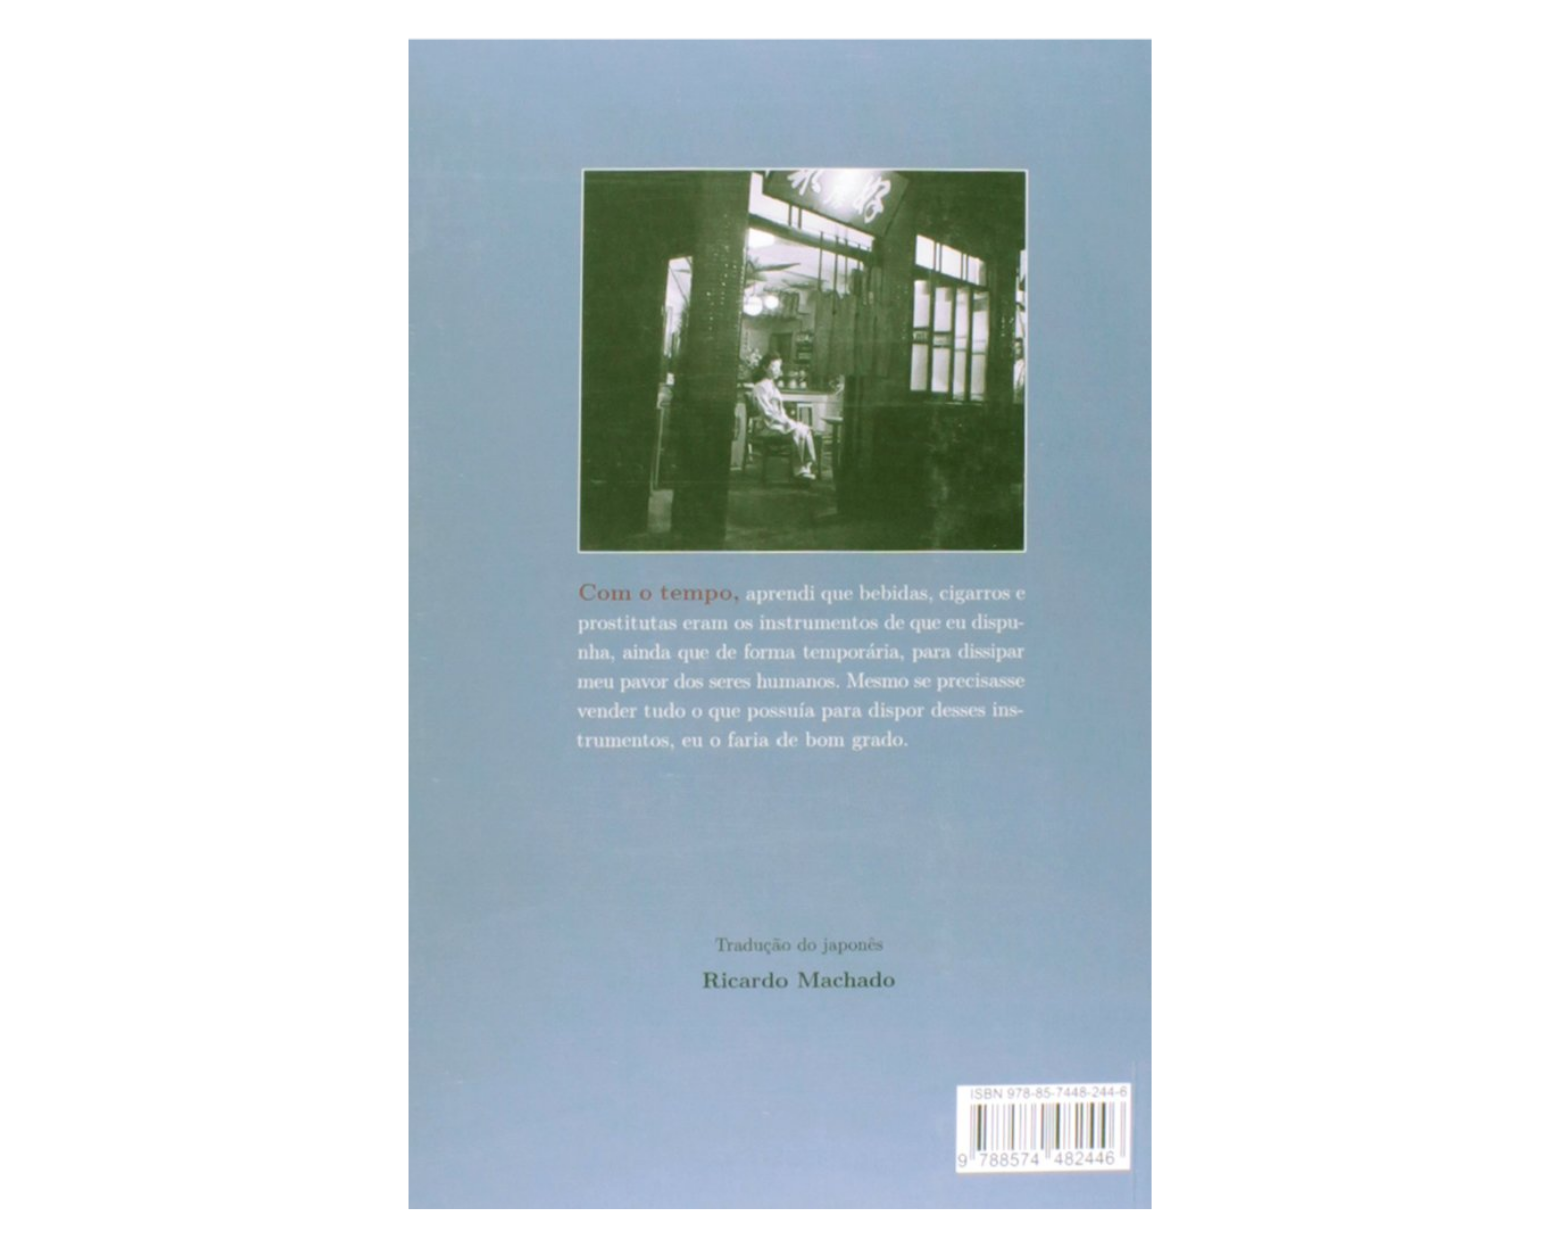 Com o tempo, aprendi que bebidas, cigarros e
prostitutas eram os instrumentos de que eu dispu-
nha, ainda que de forma temporária, para dissipar
meu pavor dos seres humanos. Mesmo se precisasse
vender tudo o que possuía para dispor desses ins-
trumentos, eu o faria de bom grado.
Tradução do japonês
Ricardo Machado
ISBN 978-85-7448-244-6
9 788574 482446